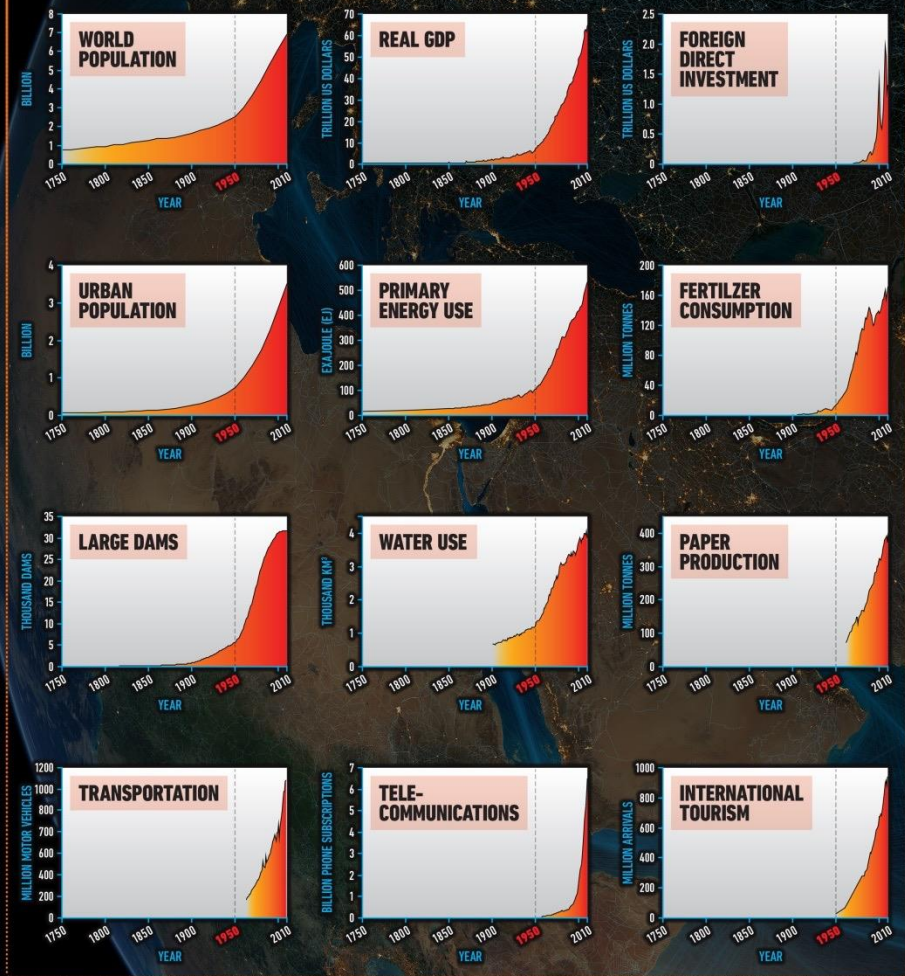 WORLD
POPULATION
BILLION
8
7
6
5
4
3
2
1
0
1750 1800 1850 1900 1950 2010
YEAR
REAL GDP
TRILLION US DOLLARS
70
60
50
40
30
20
10
0
1750 1800 1850 1900 1950 2010
YEAR
FOREIGN
DIRECT
INVESTMENT
TRILLION US DOLLARS
2.5
2.0
1.5
1.0
0.5
0
1750 1800 1850 1900 1950 2010
YEAR
URBAN
POPULATION
BILLION
4
3
2
1
0
1750 1800 1850 1900 1950 2010
YEAR
PRIMARY
ENERGY USE
EXAJOULE (EJ)
600
500
400
300
200
100
0
1750 1800 1850 1900 1950 2010
YEAR
FERTILZER
CONSUMPTION
MILLION TONNES
200
160
120
80
40
0
1750 1800 1850 1900 1950 2010
YEAR
LARGE DAMS
THOUSAND DAMS
35
30
25
20
15
10
5
0
1750 1800 1850 1900 1950 2010
YEAR
WATER USE
THOUSAND KM³
4
3
2
1
0
1750 1800 1850 1900 1950 2010
YEAR
PAPER
PRODUCTION
MILLION TONNES
400
300
200
100
0
1750 1800 1850 1900 1950 2010
YEAR
TRANSPORTATION
MILLION MOTOR VEHICLES
1200
1000
800
700
600
400
200
0
1750 1800 1850 1900 1950 2010
YEAR
TELE-
COMMUNICATIONS
BILLION PHONE SUBSCRIPTIONS
7
6
5
4
3
2
1
0
1750 1800 1850 1900 1950 2010
YEAR
INTERNATIONAL
TOURISM
MILLION ARRIVALS
1000
800
600
400
200
0
1750 1800 1850 1900 1950 2010
YEAR